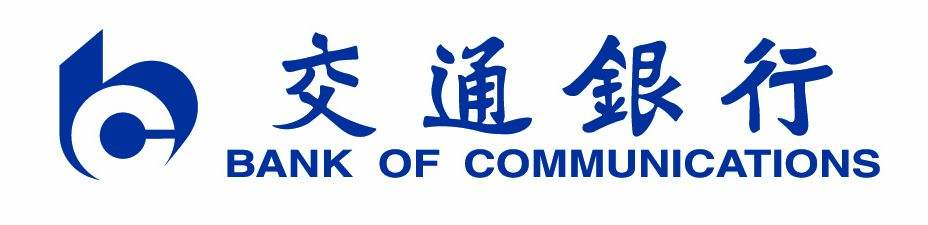 交通銀行
BANK OF COMMUNICATIONS